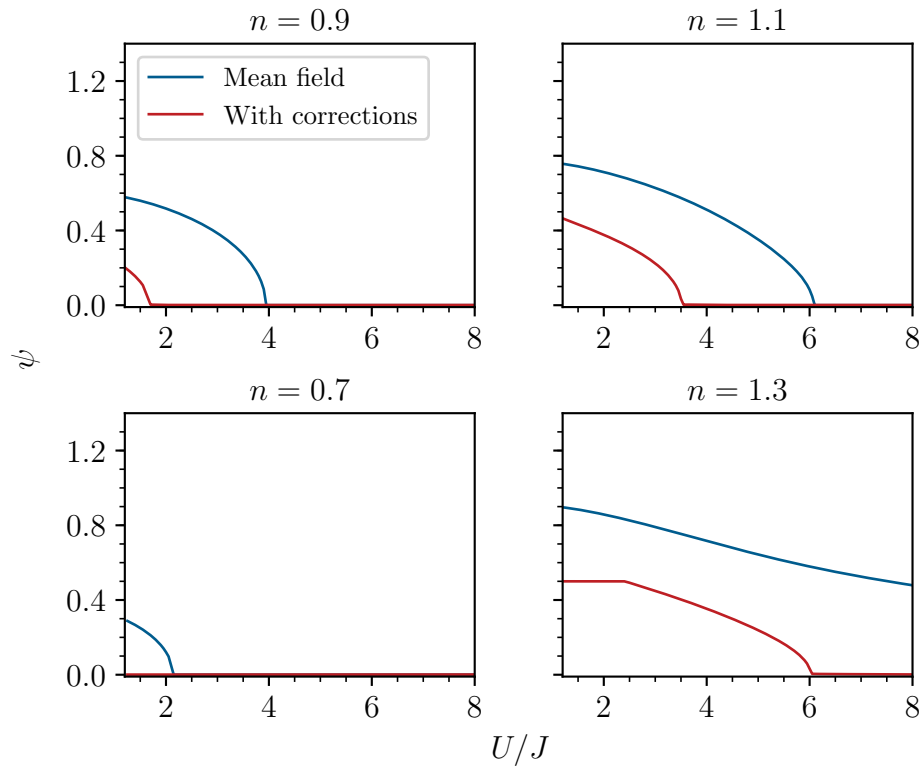 n = 0.9
n = 1.1
Mean field
With corrections
1.2
0.8
0.4
0.0
2 4 6 8
2 4 6 8
ψ
n = 0.7
n = 1.3
1.2
0.8
0.4
0.0
2 4 6 8
2 4 6 8
U/J